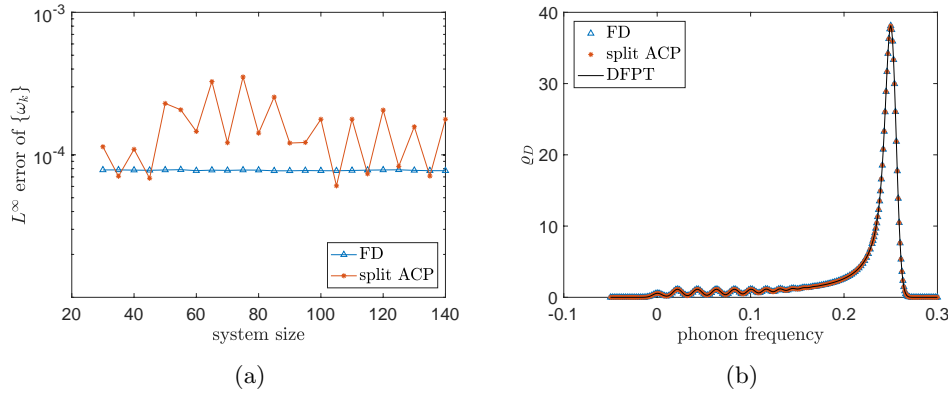 10^-3
10^-4
L^∞ error of {ω_k}
FD
split ACP
20 40 60 80 100 120 140
system size
(a)
40
30
20
10
0
ϱ_D
FD
split ACP
DFPT
-0.1 0 0.1 0.2 0.3
phonon frequency
(b)